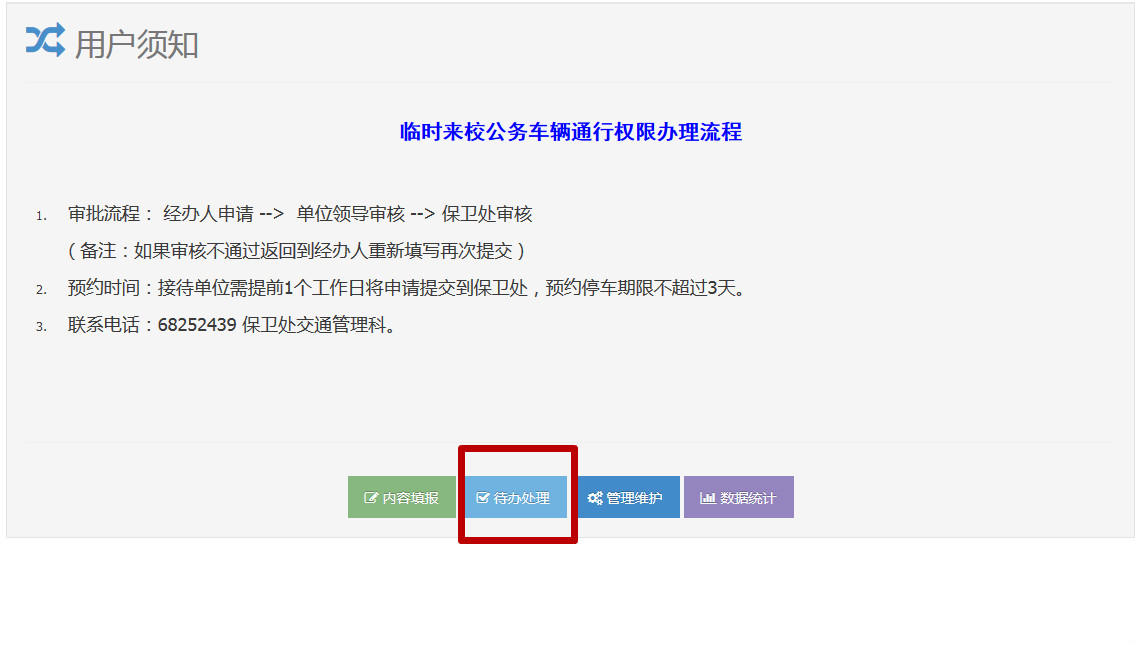 用户须知
临时来校公务车辆通行权限办理流程
1. 审批流程： 经办人申请 --> 单位领导审核 --> 保卫处审核
( 备注：如果审核不通过返回到经办人重新填写再次提交 )
2. 预约时间：接待单位需提前1个工作日将申请提交到保卫处，预约停车期限不超过3天。
3. 联系电话：68252439 保卫处交通管理科。
内容填报 待办处理 管理维护 数据统计